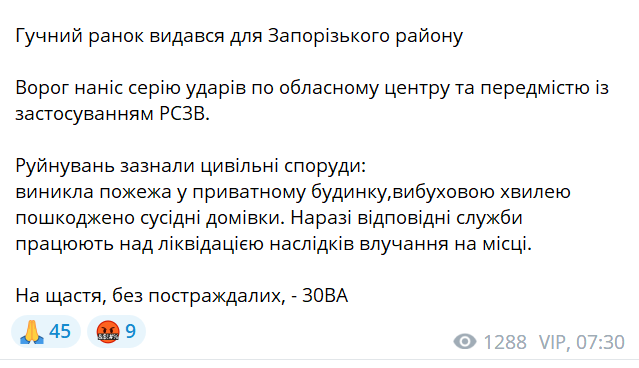 Гучний ранок видався для Запорізького району
Ворог наніс серію ударів по обласному центру та передмістю із
застосуванням РСЗВ.
Руйнувань зазнали цивільні споруди:
виникла пожежа у приватному будинку,вибуховою хвилею
пошкоджено сусідні домівки. Наразі відповідні служби
працюють над ліквідацією наслідків влучання на місці.
На щастя, без постраждалих, - ЗОВА
🙏 45 🤬 9
1288 VIP, 07:30